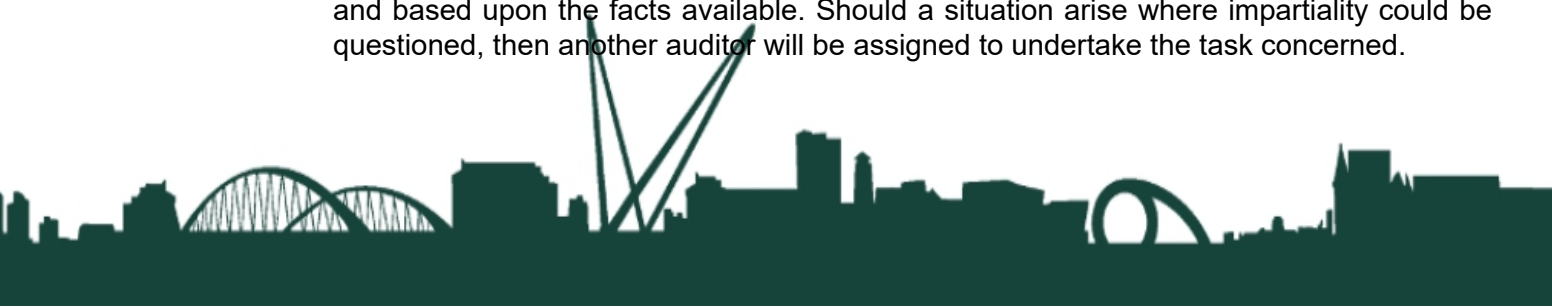 and based upon the facts available. Should a situation arise where impartiality could be
questioned, then another auditor will be assigned to undertake the task concerned.